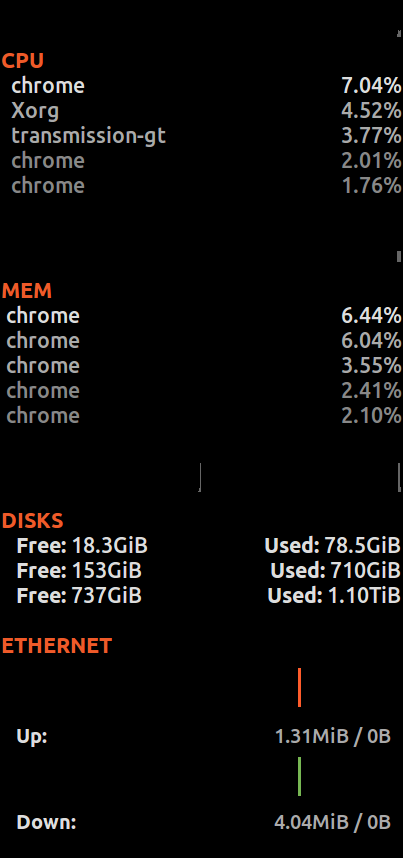 CPU
chrome 7.04%
Xorg 4.52%
transmission-gt 3.77%
chrome 2.01%
chrome 1.76%
MEM
chrome 6.44%
chrome 6.04%
chrome 3.55%
chrome 2.41%
chrome 2.10%
DISKS
Free: 18.3GiB Used: 78.5GiB
Free: 153GiB Used: 710GiB
Free: 737GiB Used: 1.10TiB
ETHERNET
Up: 1.31MiB / 0B
Down: 4.04MiB / 0B